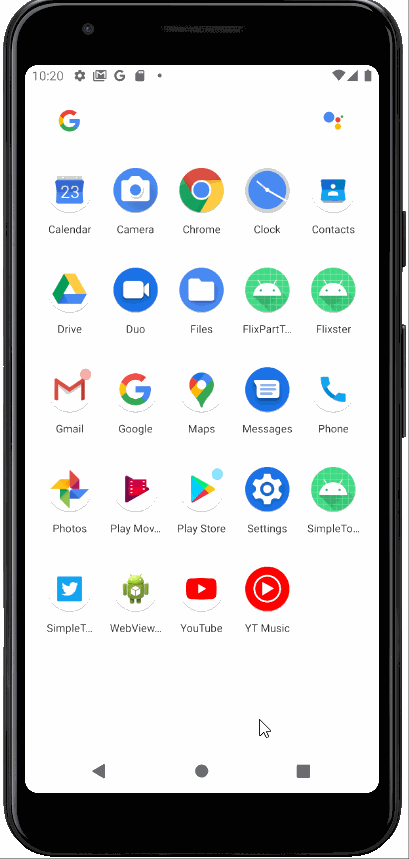 10:20
23
Calendar Camera Chrome Clock Contacts
Drive Duo Files FlixPartT... Flixster
Gmail Google Maps Messages Phone
Photos Play Mov... Play Store Settings SimpleTo...
SimpleT... WebView... YouTube YT Music